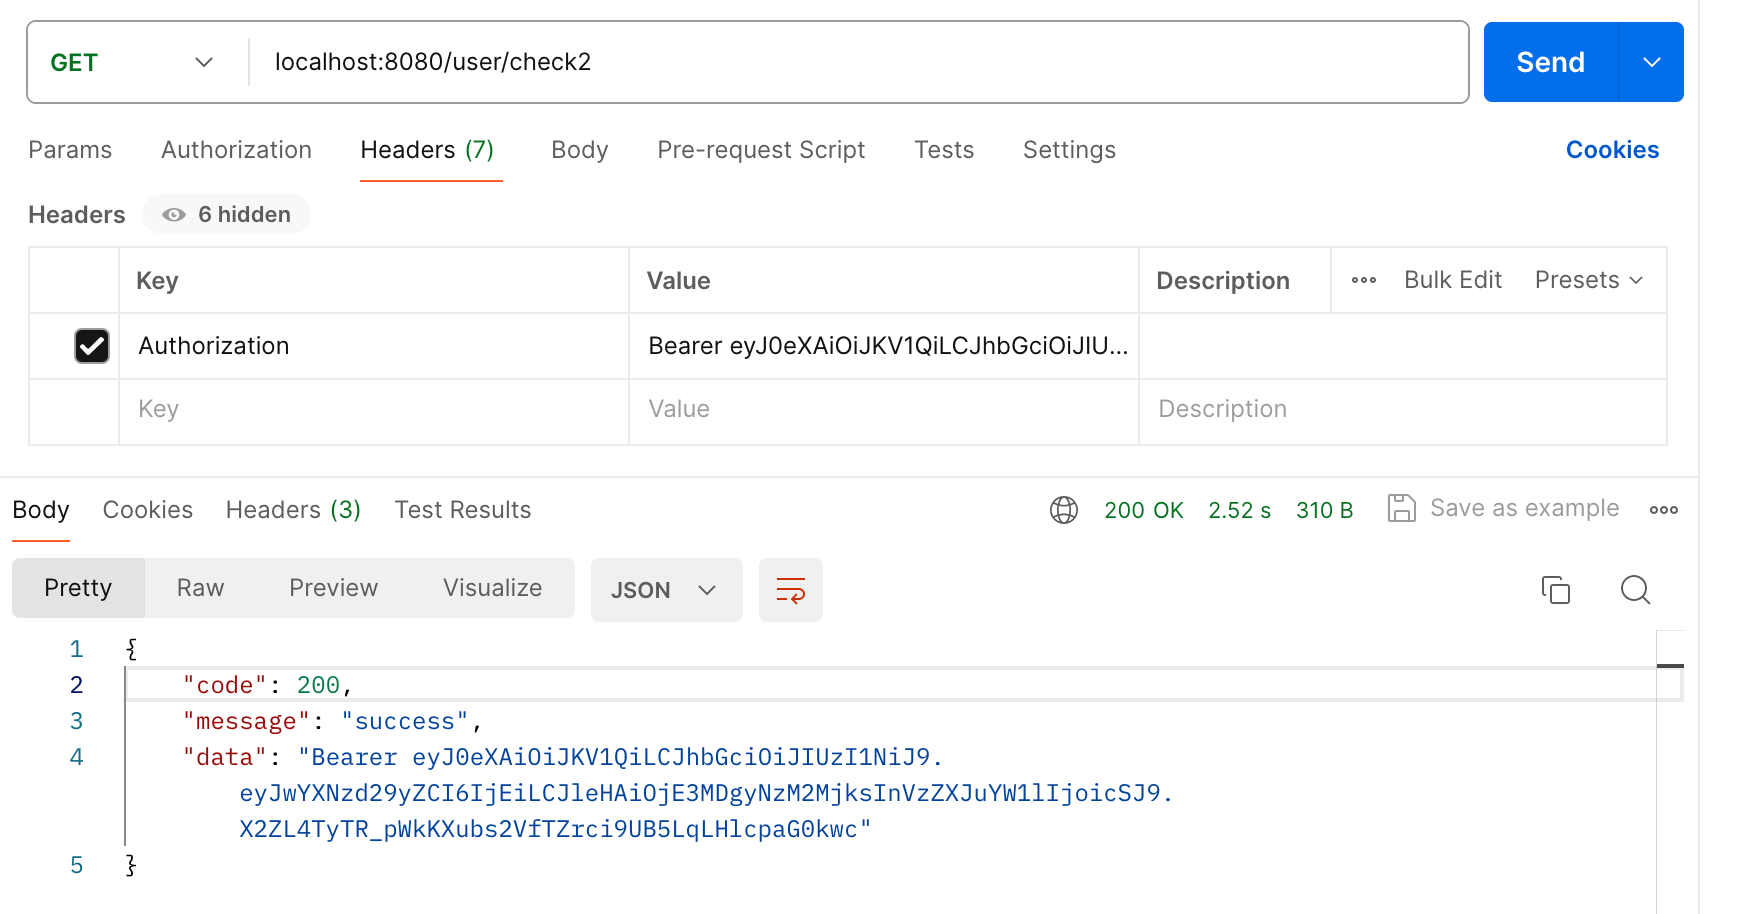 GET localhost:8080/user/check2 Send
Params Authorization Headers (7) Body Pre-request Script Tests Settings Cookies
Headers 6 hidden
Key Value Description Bulk Edit Presets
Authorization Bearer eyJ0eXAiOiJKV1QiLCJhbGciOiJIU...
Key Value Description
Body Cookies Headers (3) Test Results 200 OK 2.52 s 310 B Save as example
Pretty Raw Preview Visualize JSON
1 {
2 "code": 200,
3 "message": "success",
4 "data": "Bearer eyJ0eXAiOiJKV1QiLCJhbGciOiJIUzI1NiJ9.
eyJwYXNzd29yZCI6IjEiLCJleHAiOjE3MDgyNzM2MjksInVzZXJuYW1lIjoicSJ9.
X2ZL4TyTR_pWkKXubs2VfTZrci9UB5LqLHlcpaG0kwc"
5 }